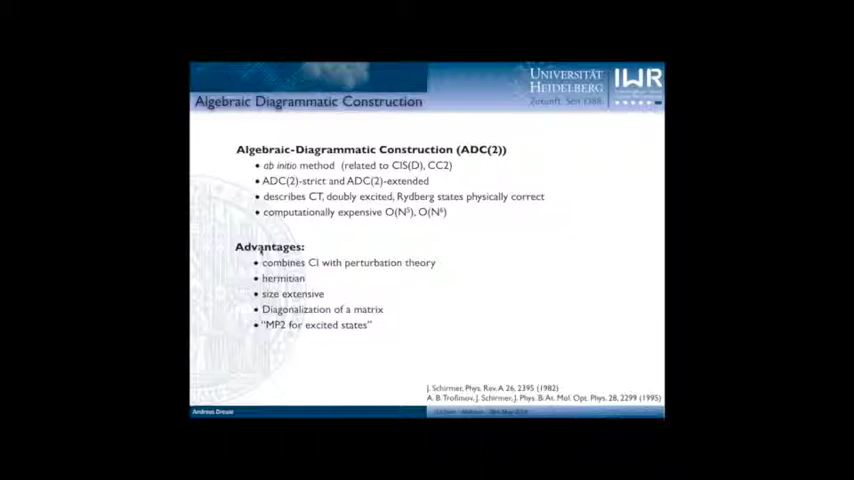 UNIVERSITÄT
HEIDELBERG
Zukunft. Seit 1386.
IWR
Algebraic Diagrammatic Construction
Algebraic-Diagrammatic Construction (ADC(2))
• ab initio method (related to CIS(D), CC2)
• ADC(2)-strict and ADC(2)-extended
• describes CT, doubly excited, Rydberg states physically correct
• computationally expensive O(N⁵), O(N⁶)
Advantages:
• combines CI with perturbation theory
• hermitian
• size extensive
• Diagonalization of a matrix
• "MP2 for excited states"
J. Schirmer, Phys. Rev. A 26, 2395 (1982)
A. B. Trofimov, J. Schirmer, J. Phys. B At. Mol. Opt. Phys. 28, 2299 (1995)
Andreas Dreuw